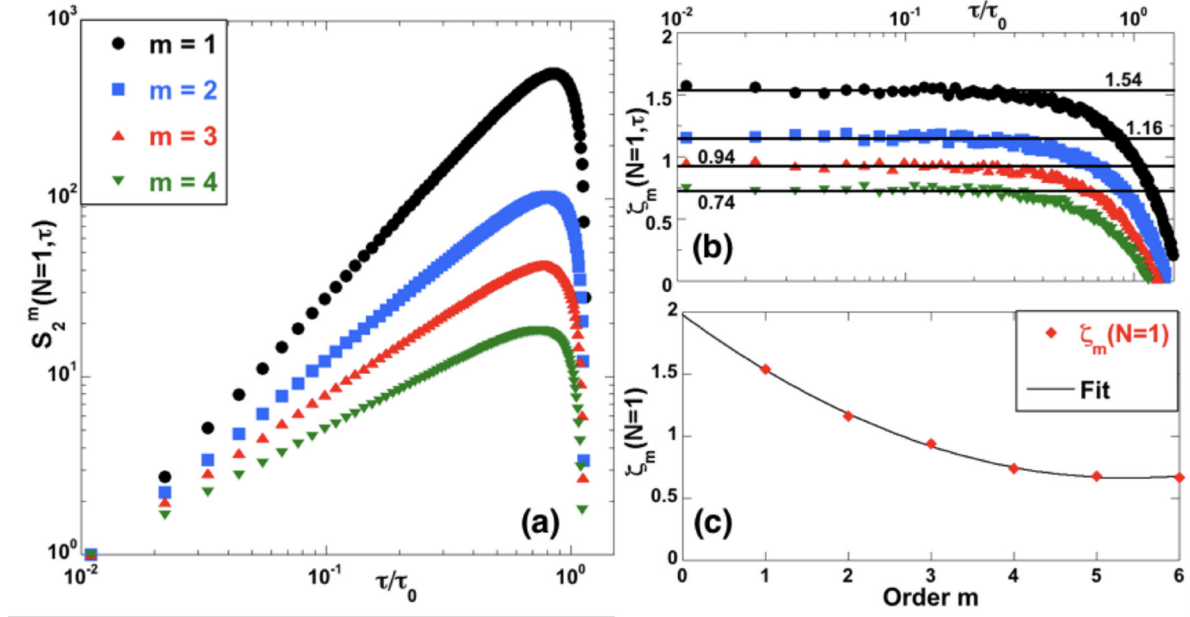 10³
m = 1
m = 2
m = 3
m = 4
10²
10¹
10⁰
S₂ᵐ(N=1,τ)
(a)
10⁻² 10⁻¹ τ/τ₀ 10⁰
10⁻² 10⁻¹ τ/τ₀ 10⁰
2
1.5
1
0.5
0
ζₘ(N=1,τ)
1.54
1.16
0.94
0.74
(b)
2
1.5
1
0.5
0
ζₘ(N=1)
ζₘ(N=1)
Fit
(c)
0 1 2 3 4 5 6
Order m